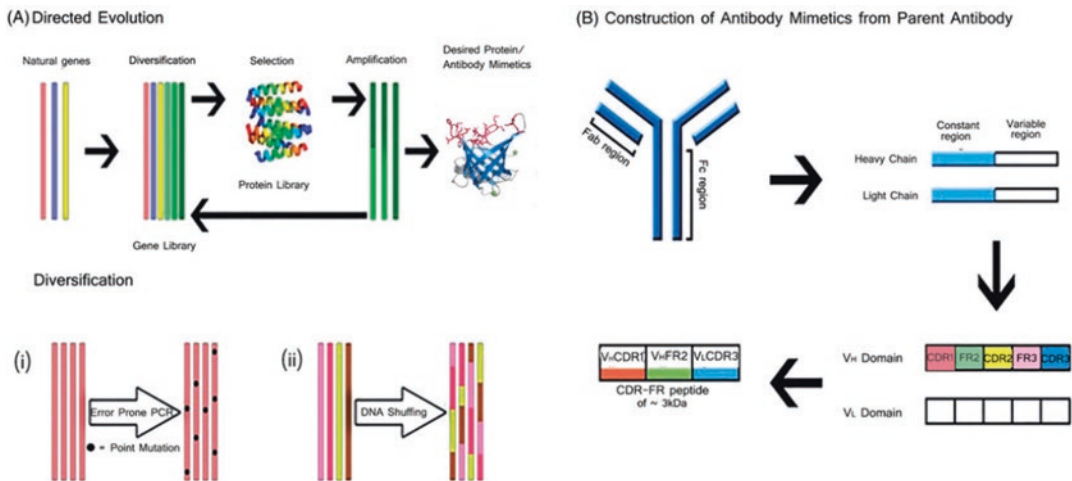 (A) Directed Evolution
Natural genes
Diversification
Selection
Amplification
Desired Protein/
Antibody Mimetics
Protein Library
Gene Library
Diversification
(i)
Error Prone PCR
● = Point Mutation
(ii)
DNA Shuffing
(B) Construction of Antibody Mimetics from Parent Antibody
Fab region
Fc region
Constant
region
Variable
region
Heavy Chain
Light Chain
VH Domain
CDR1 FR2 CDR2 FR3 CDR3
VL Domain
VHCDR1 VHFR2 VLCDR3
CDR-FR peptide
of ~ 3kDa